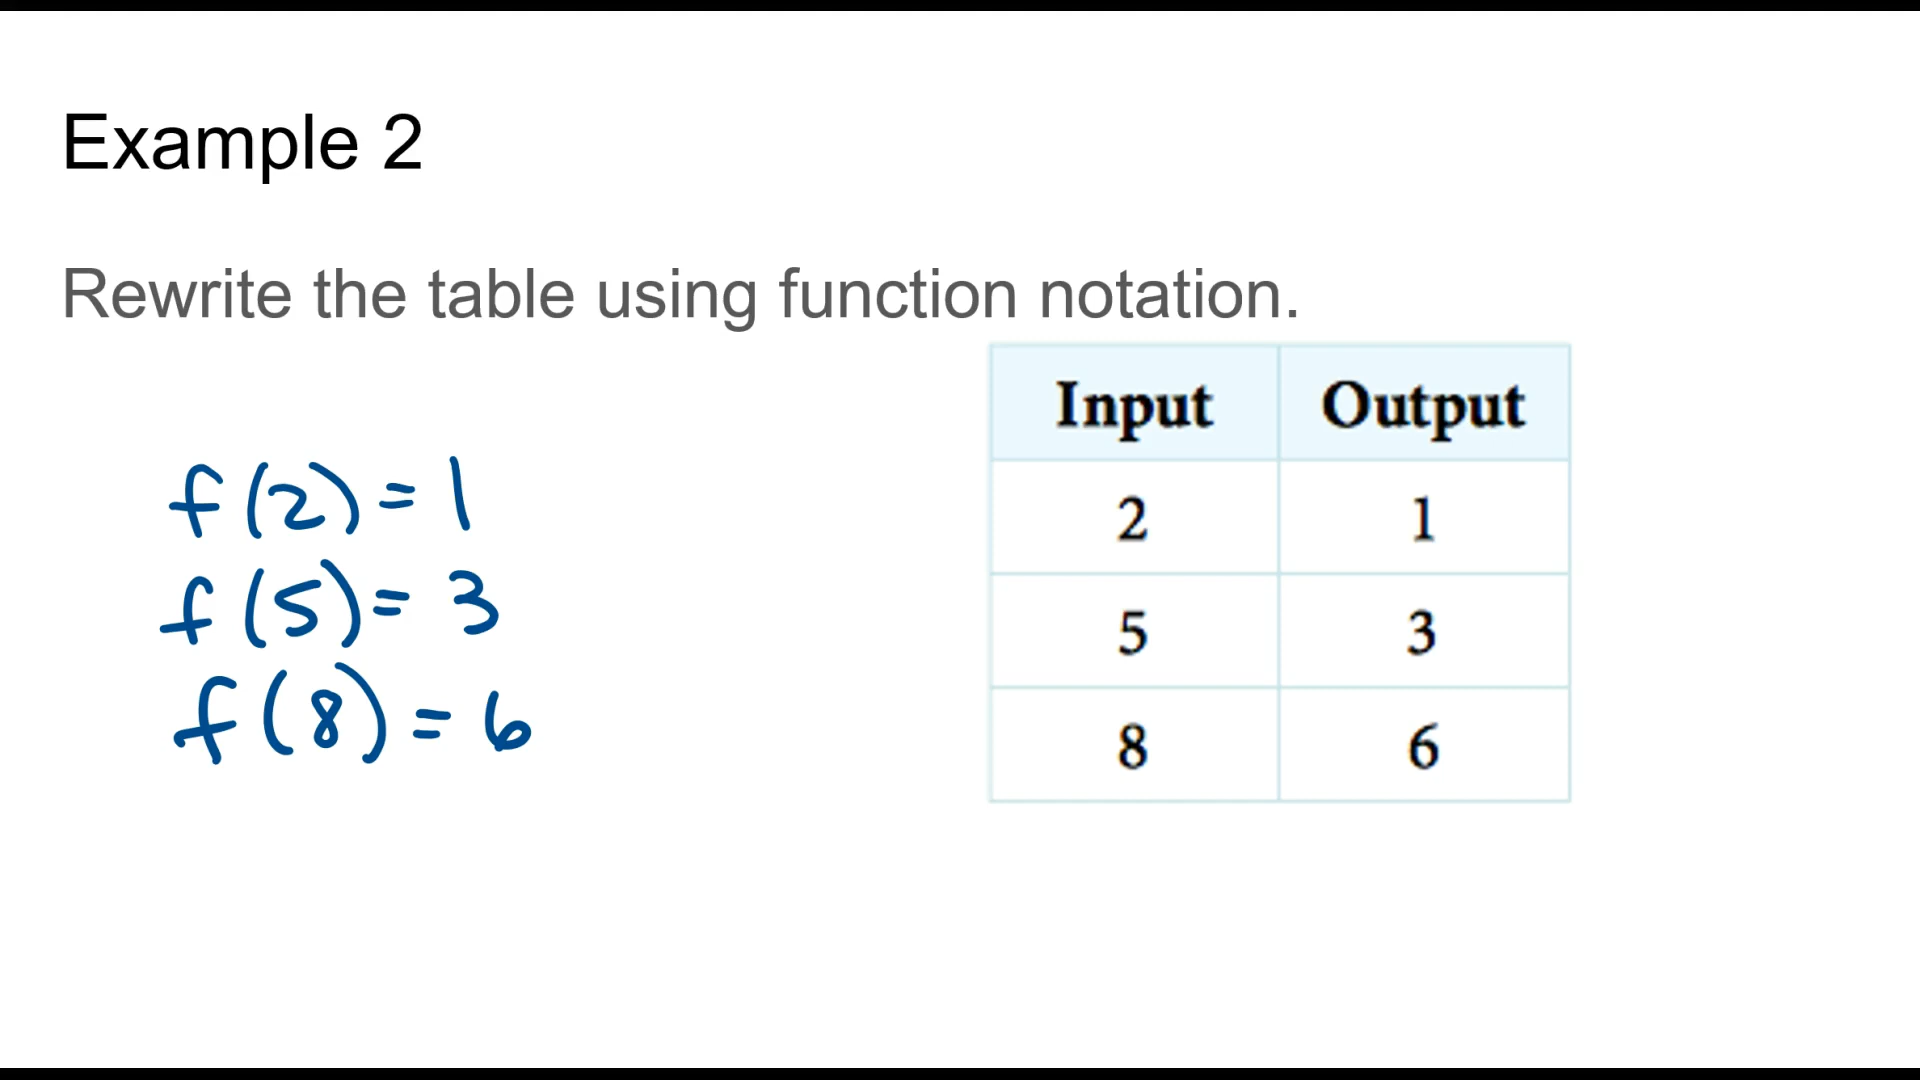 Example 2
Rewrite the table using function notation.
f(2) = 1
f(5) = 3
f(8) = 6
Input Output
2 1
5 3
8 6